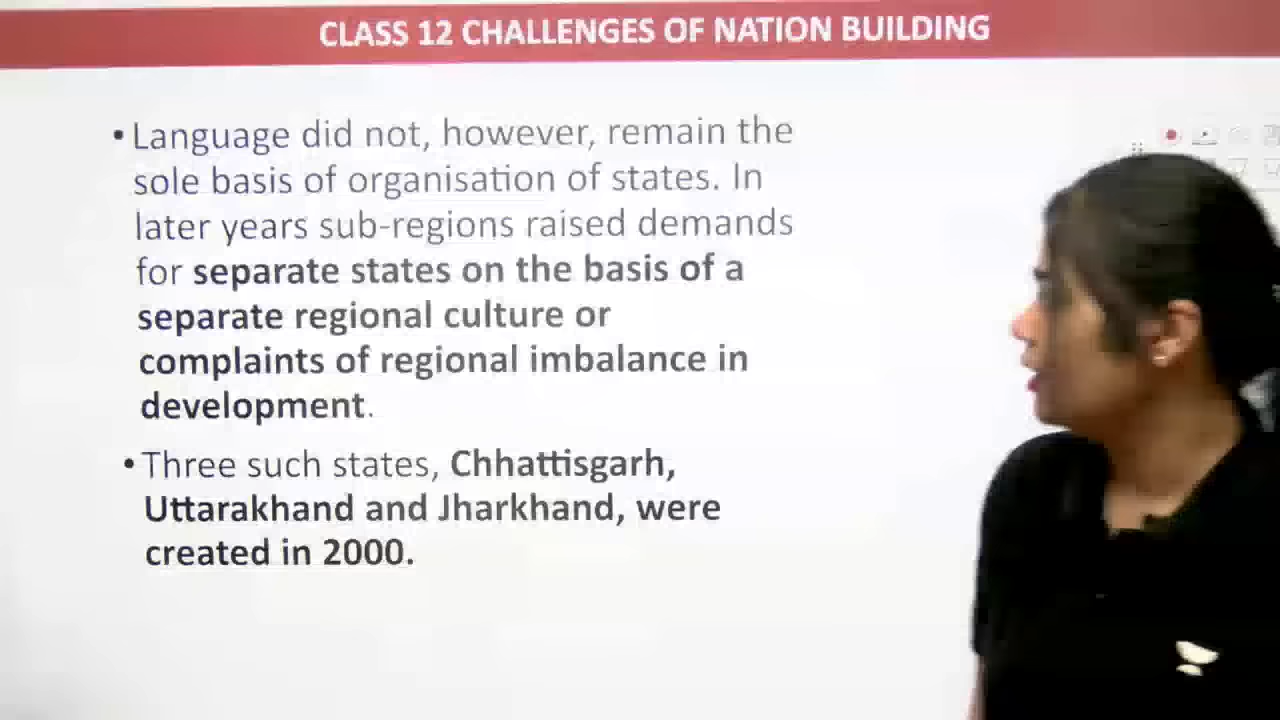 CLASS 12 CHALLENGES OF NATION BUILDING
• Language did not, however, remain the
sole basis of organisation of states. In
later years sub-regions raised demands
for separate states on the basis of a
separate regional culture or
complaints of regional imbalance in
development.
• Three such states, Chhattisgarh,
Uttarakhand and Jharkhand, were
created in 2000.